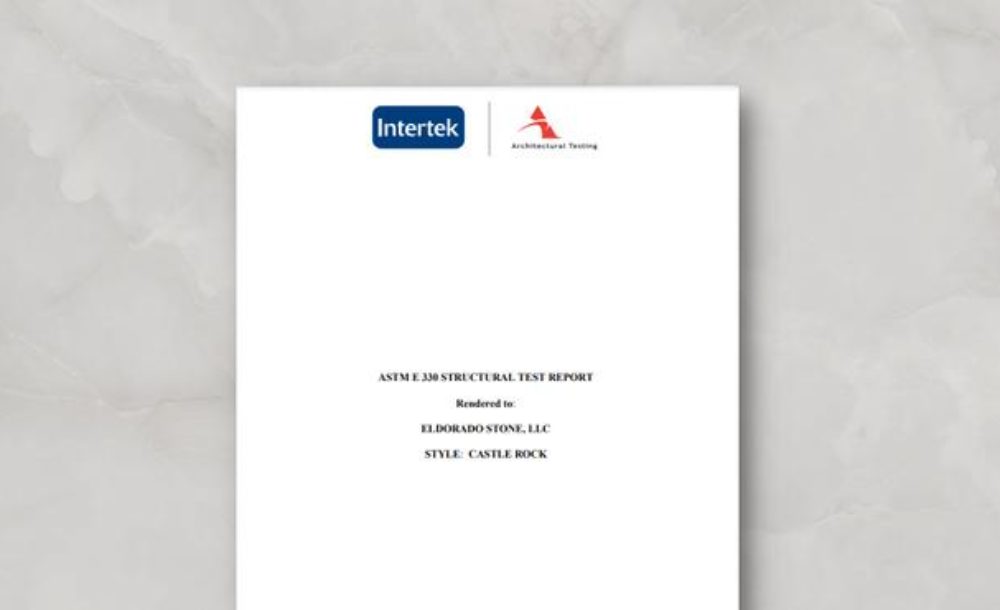 Intertek
Architectural Testing
ASTM E 330 STRUCTURAL TEST REPORT
Rendered to:
ELDORADO STONE, LLC
STYLE: CASTLE ROCK